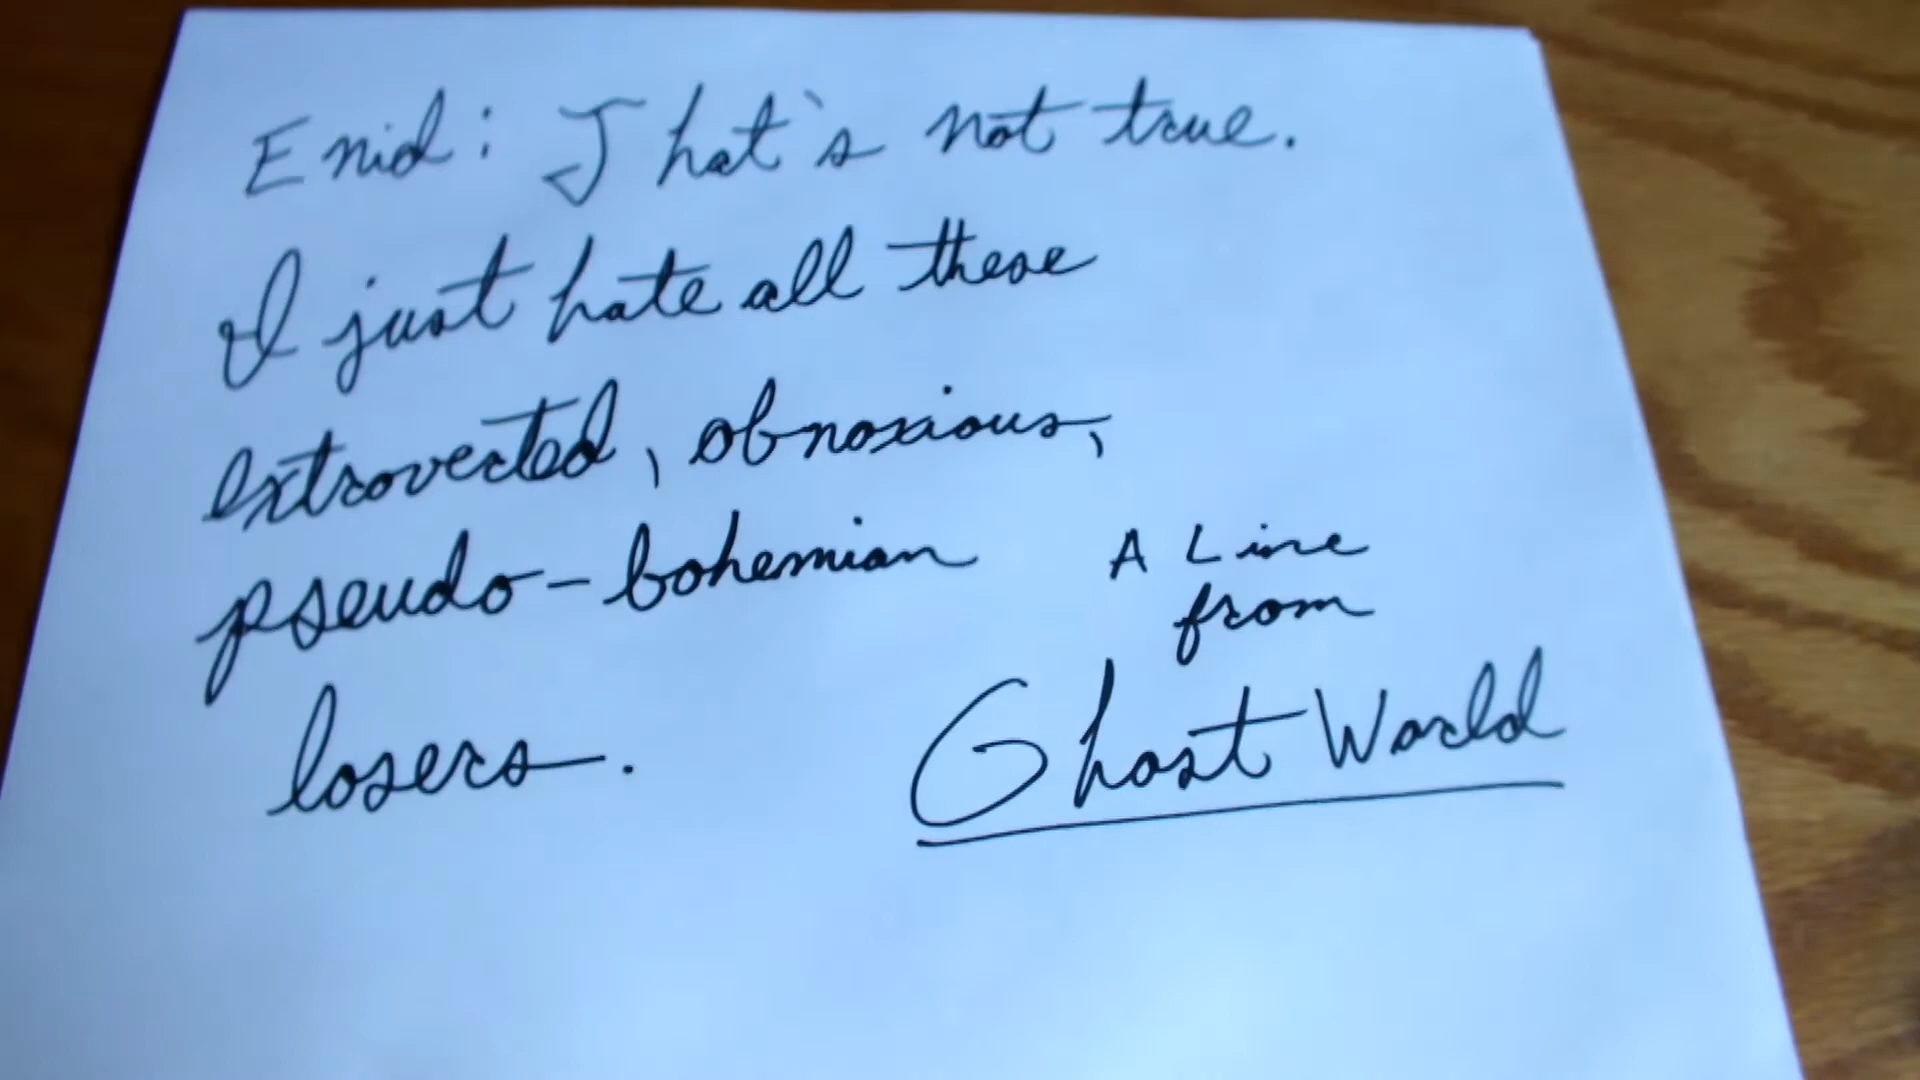 Enid: That's not true.
I just hate all these
extroverted, obnoxious,
pseudo-bohemian
losers.
A Line
from
Ghost World